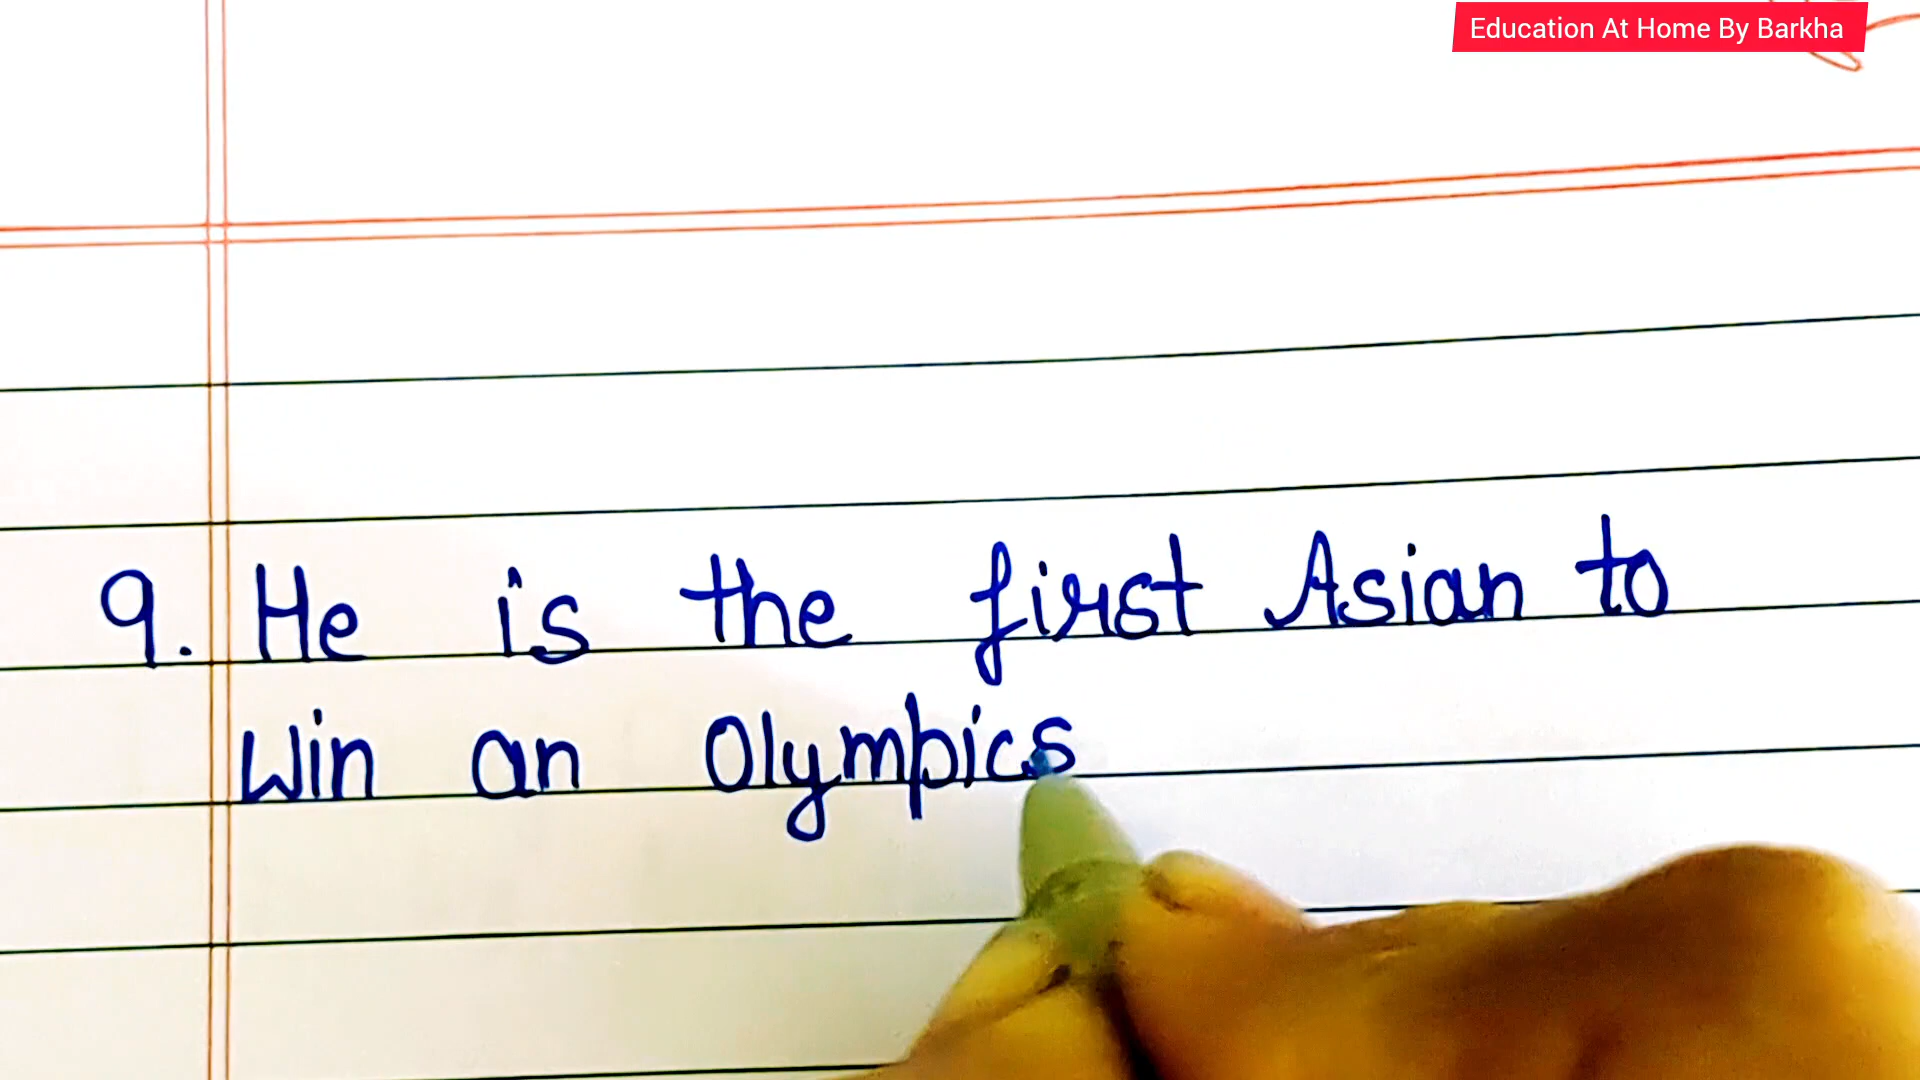 Education At Home By Barkha
9. He is the first Asian to
win an Olympics